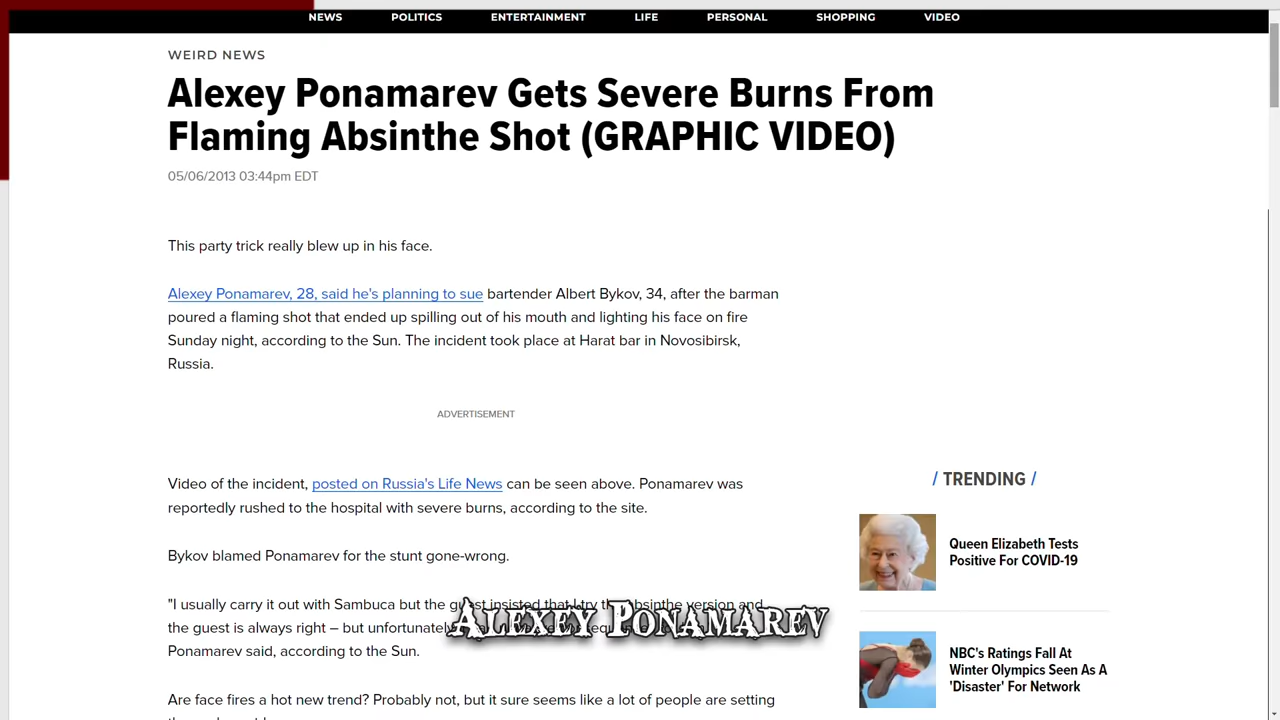 NEWS POLITICS ENTERTAINMENT LIFE PERSONAL SHOPPING VIDEO
WEIRD NEWS
Alexey Ponamarev Gets Severe Burns From
Flaming Absinthe Shot (GRAPHIC VIDEO)
05/06/2013 03:44pm EDT
This party trick really blew up in his face.
Alexey Ponamarev, 28, said he's planning to sue bartender Albert Bykov, 34, after the barman
poured a flaming shot that ended up spilling out of his mouth and lighting his face on fire
Sunday night, according to the Sun. The incident took place at Harat bar in Novosibirsk,
Russia.
ADVERTISEMENT
Video of the incident, posted on Russia's Life News can be seen above. Ponamarev was
reportedly rushed to the hospital with severe burns, according to the site.
Bykov blamed Ponamarev for the stunt gone-wrong.
"I usually carry it out with Sambuca but the guest insisted that I try the absinthe version and
the guest is always right – but unfortunately
Ponamarev said, according to the Sun.
Are face fires a hot new trend? Probably not, but it sure seems like a lot of people are setting
ALEXEY PONAMAREV
/ TRENDING /
Queen Elizabeth Tests
Positive For COVID-19
NBC's Ratings Fall At
Winter Olympics Seen As A
'Disaster' For Network